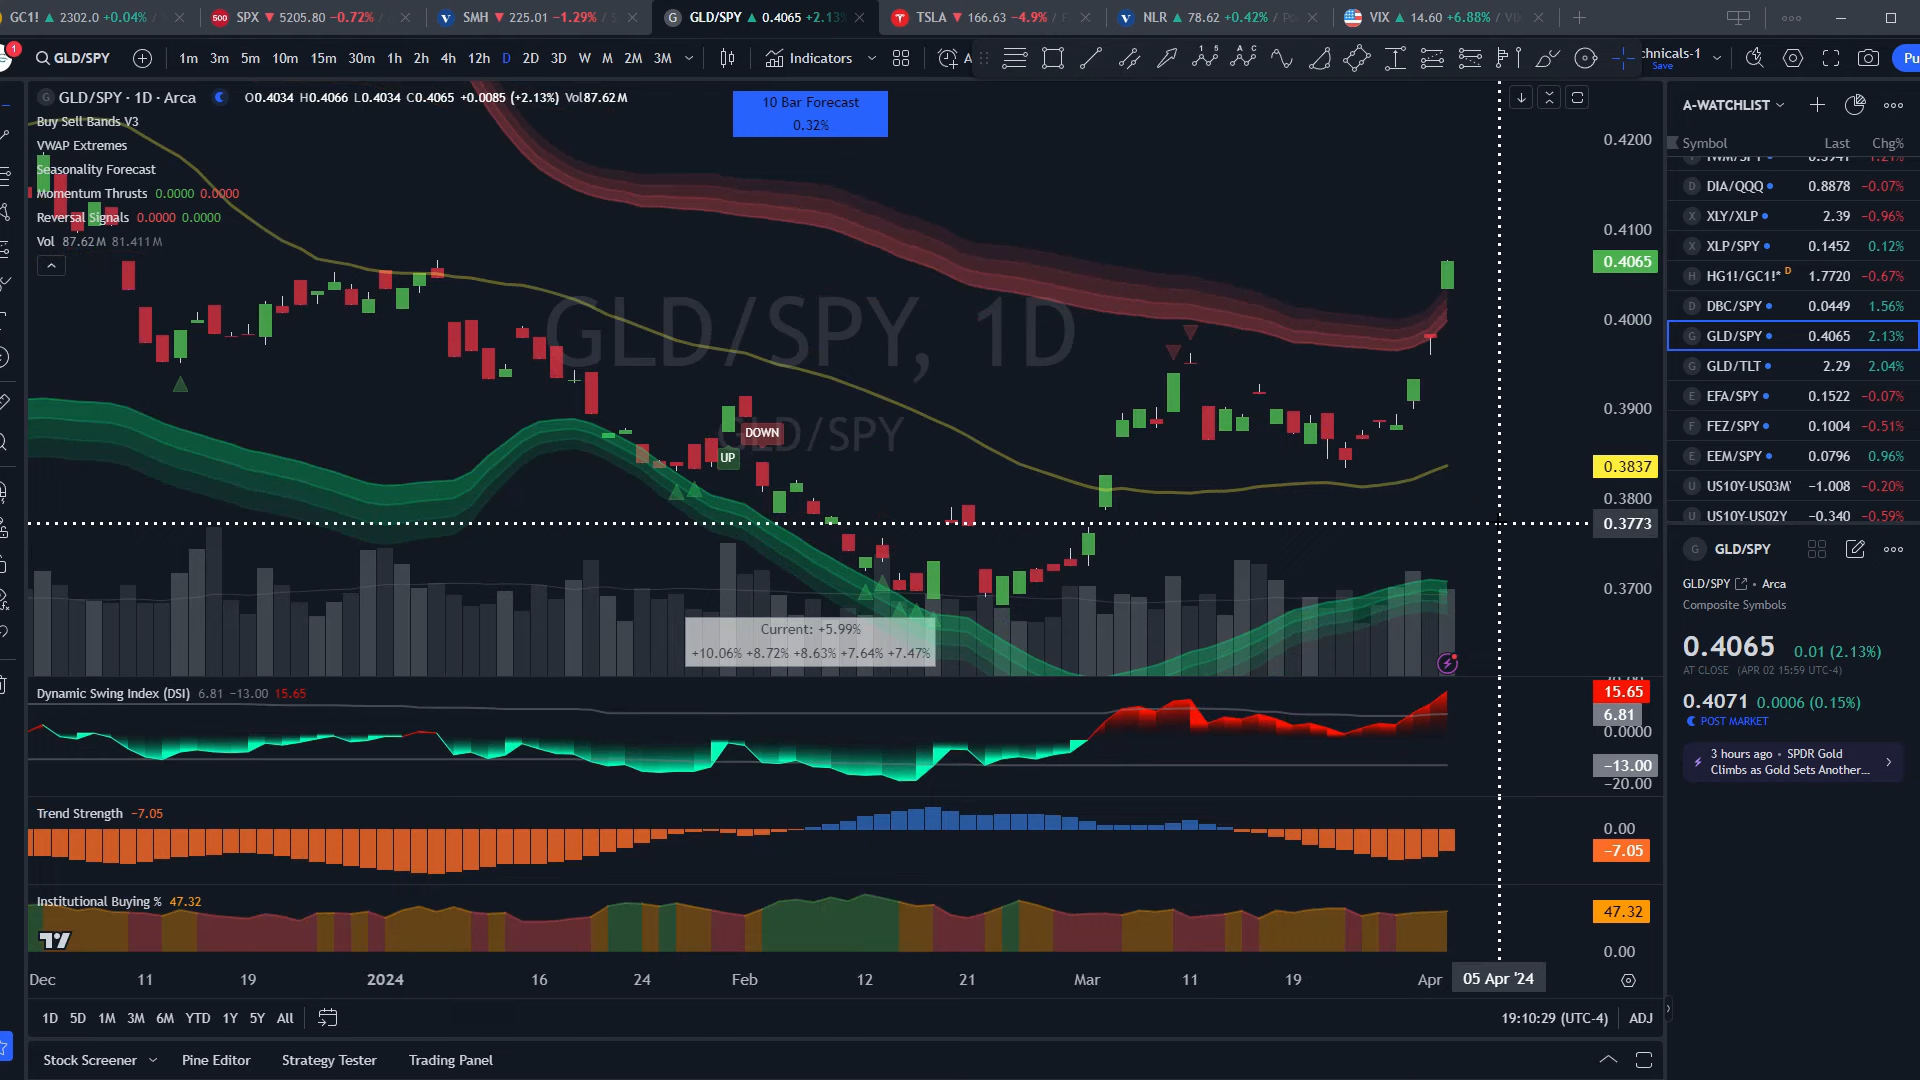 GC1! ▲ 2302.0 +0.04%
500 SPX ▼ 5205.80 −0.72%
SMH ▼ 225.01 −1.29%
G GLD/SPY ▲ 0.4065 +2.13%
TSLA ▼ 166.63 −4.9%
NLR ▲ 78.62 +0.42%
VIX ▲ 14.60 +6.88%
1
GLD/SPY
1m 3m 5m 10m 15m 30m 1h 2h 4h 12h D 2D 3D W M 2M 3M
Indicators
chnicals-1
Save
Pu
GLD/SPY · 1D · Arca
O0.4034 H0.4066 L0.4034 C0.4065 +0.0085 (+2.13%) Vol87.62M
Buy Sell Bands V3
VWAP Extremes
Seasonality Forecast
Momentum Thrusts 0.0000 0.0000
Reversal Signals 0.0000 0.0000
Vol 87.62M 81.411M
10 Bar Forecast
0.32%
GLD/SPY, 1D
GLD/SPY
DOWN
UP
Current: +5.99%
+10.06% +8.72% +8.63% +7.64% +7.47%
0.4200
0.4100
0.4065
0.4000
0.3900
0.3837
0.3800
0.3773
0.3700
Dynamic Swing Index (DSI) 6.81 −13.00 15.65
15.65
6.81
0.0000
−13.00
−20.00
Trend Strength −7.05
0.00
−7.05
Institutional Buying % 47.32
47.32
0.00
Dec 11 19 2024 16 24 Feb 12 21 Mar 11 19 Apr 05 Apr '24
1D 5D 1M 3M 6M YTD 1Y 5Y All
19:10:29 (UTC-4) ADJ
Stock Screener Pine Editor Strategy Tester Trading Panel
A-WATCHLIST
Symbol Last Chg%
DIA/QQQ 0.8878 −0.07%
XLY/XLP 2.39 −0.96%
XLP/SPY 0.1452 0.12%
HG1!/GC1!* D 1.7720 −0.67%
DBC/SPY 0.0449 1.56%
GLD/SPY 0.4065 2.13%
GLD/TLT 2.29 2.04%
EFA/SPY 0.1522 −0.07%
FEZ/SPY 0.1004 −0.51%
EEM/SPY 0.0796 0.96%
US10Y-US03M −1.008 −0.20%
US10Y-US02Y −0.340 −0.59%
GLD/SPY
GLD/SPY · Arca
Composite Symbols
0.4065 0.01 (2.13%)
AT CLOSE (APR 02 15:59 UTC-4)
0.4071 0.0006 (0.15%)
POST MARKET
3 hours ago · SPDR Gold
Climbs as Gold Sets Another...